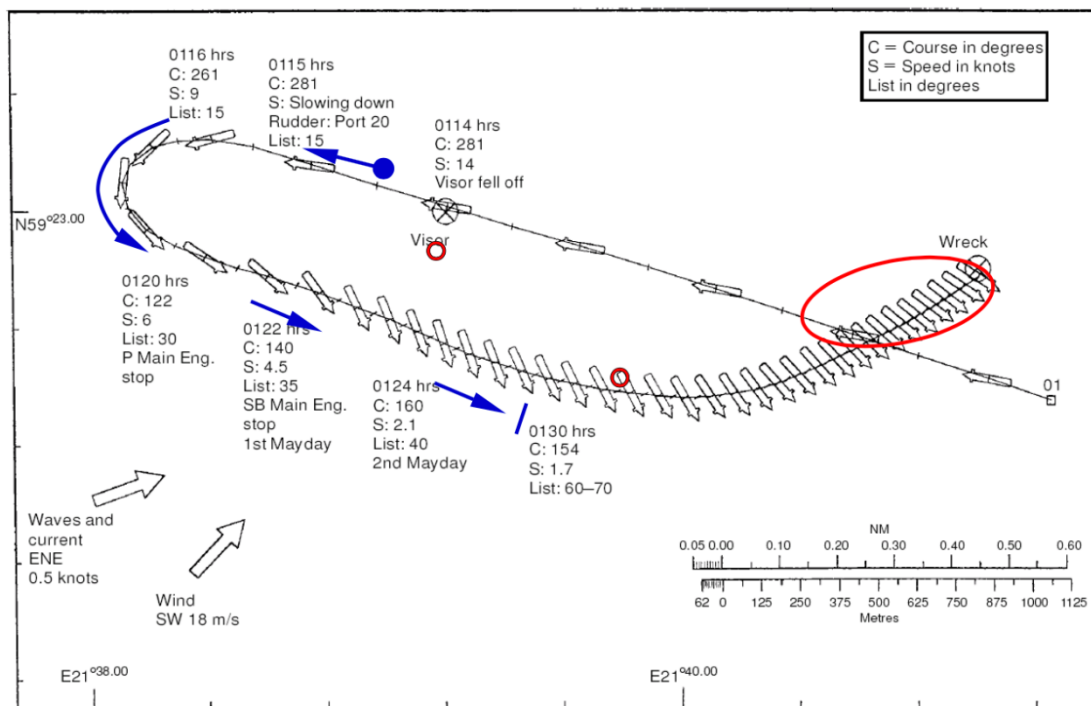 C = Course in degrees
S = Speed in knots
List in degrees
0116 hrs
C: 261
S: 9
List: 15
0115 hrs
C: 281
S: Slowing down
Rudder: Port 20
List: 15
0114 hrs
C: 281
S: 14
Visor fell off
N59°23.00
Visor
Wreck
01
0120 hrs
C: 122
S: 6
List: 30
P Main Eng.
stop
0122 hrs
C: 140
S: 4.5
List: 35
SB Main Eng.
stop
1st Mayday
0124 hrs
C: 160
S: 2.1
List: 40
2nd Mayday
0130 hrs
C: 154
S: 1.7
List: 60–70
Waves and
current
ENE
0.5 knots
Wind
SW 18 m/s
NM
0.05 0.00 0.10 0.20 0.30 0.40 0.50 0.60
62 0 125 250 375 500 625 750 875 1000 1125
Metres
E21°38.00
E21°40.00